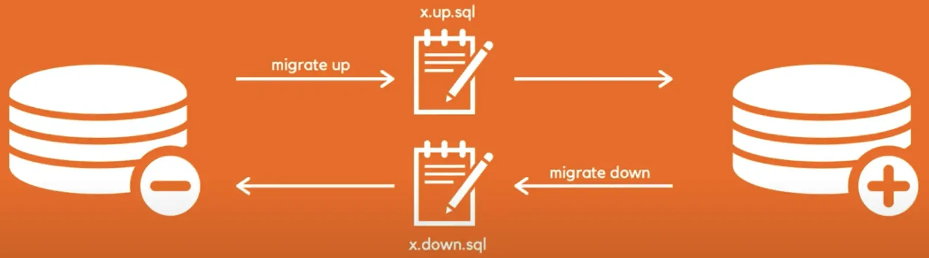 x.up.sql
migrate up
migrate down
x.down.sql